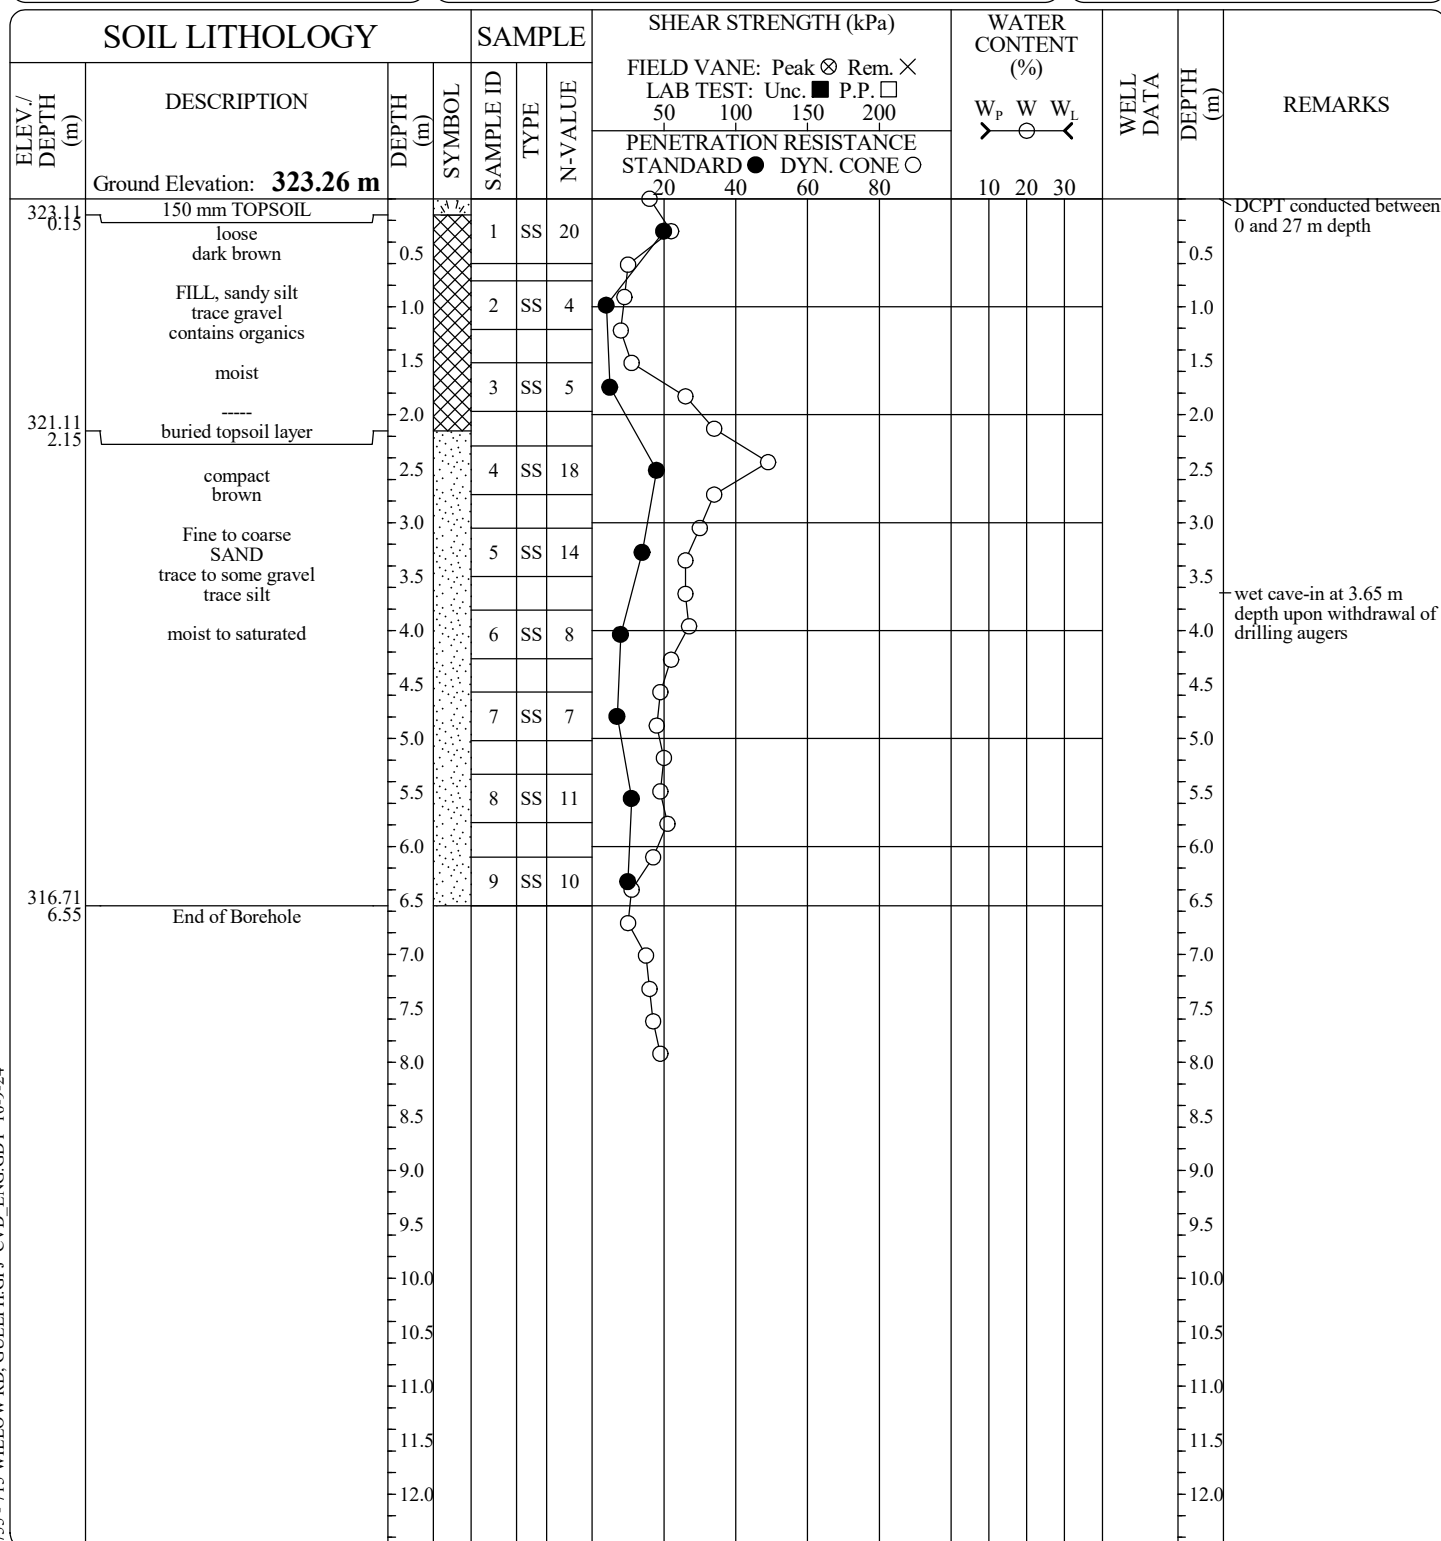 SOIL LITHOLOGY
SAMPLE
SHEAR STRENGTH (kPa)
FIELD VANE: Peak ⊗ Rem. ×
LAB TEST: Unc. ■ P.P. □
50 100 150 200
PENETRATION RESISTANCE
STANDARD ● DYN. CONE ○
20 40 60 80
WATER
CONTENT
(%)
W_P W W_L
10 20 30
WELL
DATA
DEPTH
(m)
REMARKS
ELEV./
DEPTH
(m)
DESCRIPTION
Ground Elevation: 323.26 m
DEPTH
(m)
SYMBOL
SAMPLE ID
TYPE
N-VALUE
323.11
0.15
150 mm TOPSOIL
loose
dark brown
FILL, sandy silt
trace gravel
contains organics
moist
-----
321.11
2.15
buried topsoil layer
compact
brown
Fine to coarse
SAND
trace to some gravel
trace silt
moist to saturated
316.71
6.55
End of Borehole
0.5
1.0
1.5
2.0
2.5
3.0
3.5
4.0
4.5
5.0
5.5
6.0
6.5
7.0
7.5
8.0
8.5
9.0
9.5
10.0
10.5
11.0
11.5
12.0
1 SS 20
2 SS 4
3 SS 5
4 SS 18
5 SS 14
6 SS 8
7 SS 7
8 SS 11
9 SS 10
0.5
1.0
1.5
2.0
2.5
3.0
3.5
4.0
4.5
5.0
5.5
6.0
6.5
7.0
7.5
8.0
8.5
9.0
9.5
10.0
10.5
11.0
11.5
12.0
DCPT conducted between
0 and 27 m depth
wet cave-in at 3.65 m
depth upon withdrawal of
drilling augers